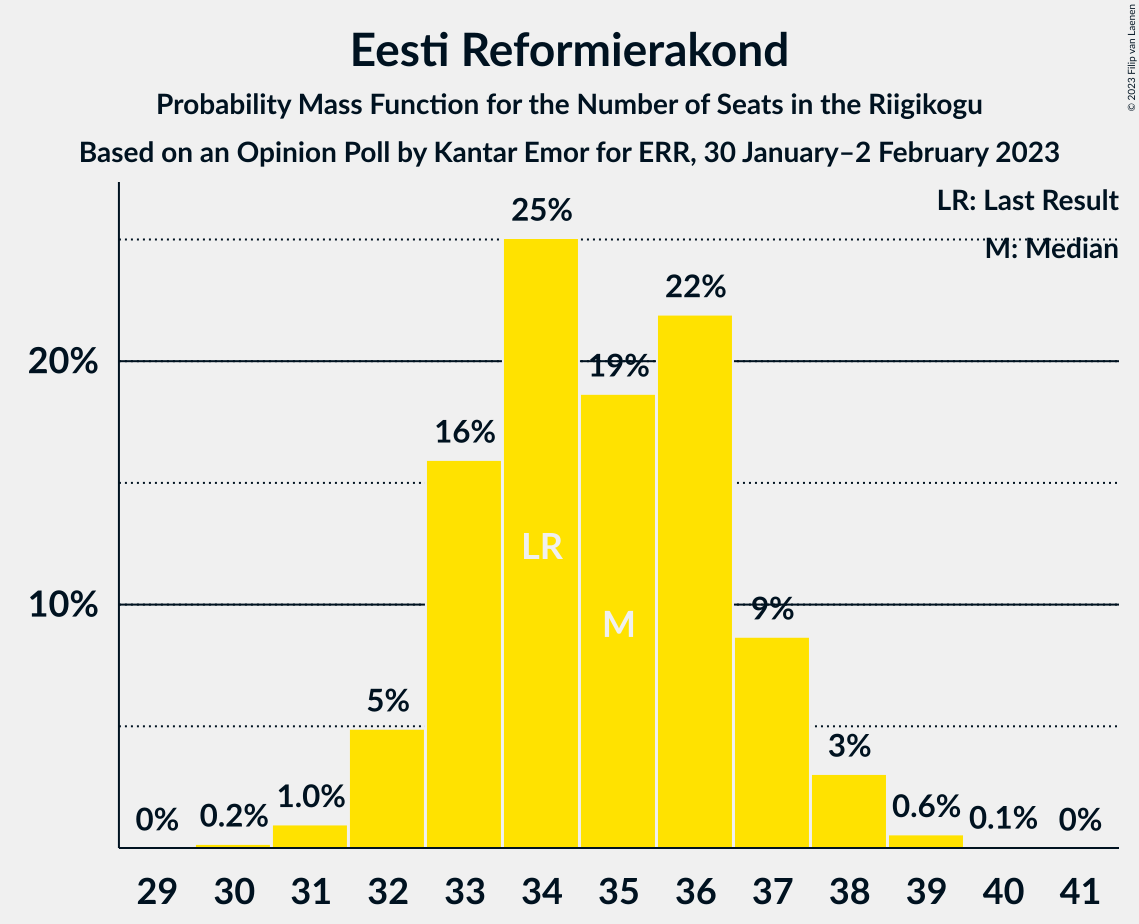 Eesti Reformierakond
Probability Mass Function for the Number of Seats in the Riigikogu
Based on an Opinion Poll by Kantar Emor for ERR, 30 January–2 February 2023
© 2023 Filip van Laenen
LR: Last Result
M: Median
25%
22%
20%
19%
16%
LR
10%
9%
M
5%
3%
1.0%
0.6%
0%
0.2%
0.1%
0%
29 30 31 32 33 34 35 36 37 38 39 40 41